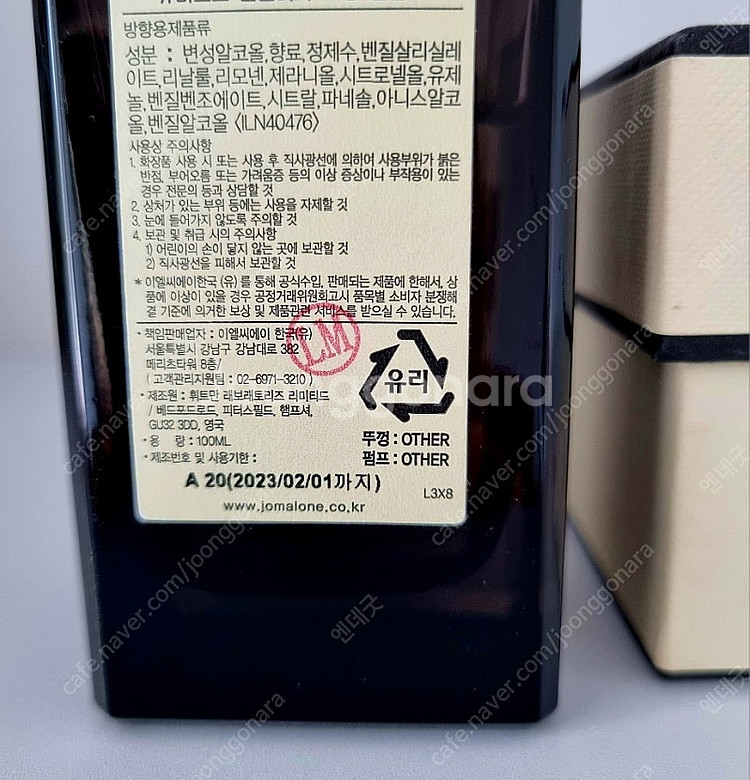 방향용제품류
성분 : 변성알코올,향료,정제수,벤질살리실레
이트,리날룰,리모넨,제라니올,시트로넬올,유제
놀,벤질벤조에이트,시트랄,파네솔,아니스알코
올,벤질알코올 <ILN40476>
사용상 주의사항
1. 화장품 사용 시 또는 사용 후 직사광선에 의하여 사용부위가 붉은
반점, 부어오름 또는 가려움증 등의 이상 증상이나 부작용이 있는
경우 전문의 등과 상담할 것
2. 상처가 있는 부위 등에는 사용을 자제할 것
3. 눈에 들어가지 않도록 주의할 것
4. 보관 및 취급 시의 주의사항
1) 어린이의 손이 닿지 않는 곳에 보관할 것
2) 직사광선을 피해서 보관할 것
* 이엘씨에이한국 (유)를 통해 공식수입, 판매되는 제품에 한해서, 상
품에 이상이 있을 경우 공정거래위원회고시 품목별 소비자 분쟁해
결 기준에 의거한 보상 및 제품관리 서비스를 받으실 수 있습니다.
• 책임판매업자 : 이엘씨에이 한국(유)
서울특별시 강남구 강남대로 382
메리츠타워 8층/
( 고객관리지원팀 : 02-6971-3210 )
LM
유리
• 제조원 : 휘트만 래브래토리즈 리미티드
/ 베드포드로드, 피터스필드, 햄프셔,
GU32 3DD, 영국
• 용 량 : 100ML
뚜껑 : OTHER
• 제조번호 및 사용기한 :
펌프 : OTHER
A 20(2023/02/01까지)
L3X8
www.jomalone.co.kr
goonara
cafe.naver.com/joonggonara
엔데굿